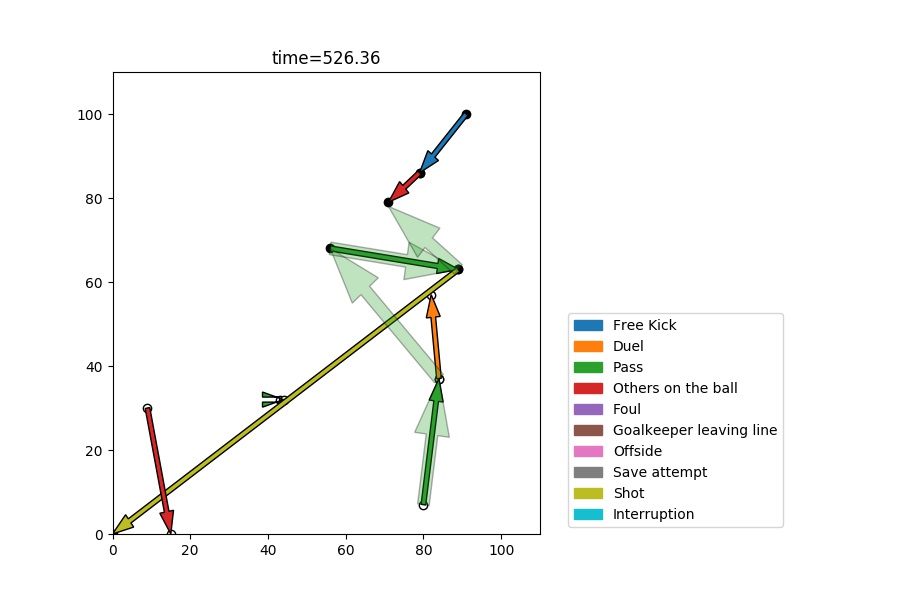 time=526.36
100
80
60
40
20
0
0 20 40 60 80 100
Free Kick
Duel
Pass
Others on the ball
Foul
Goalkeeper leaving line
Offside
Save attempt
Shot
Interruption